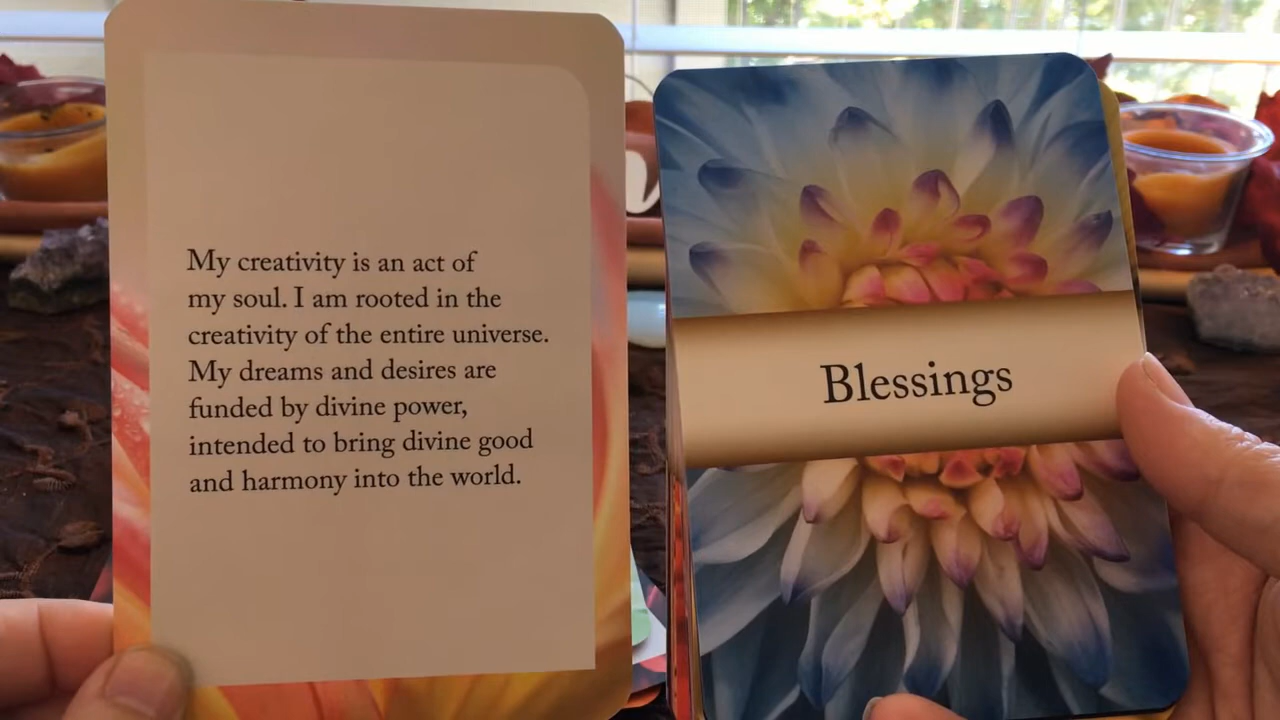 My creativity is an act of
my soul. I am rooted in the
creativity of the entire universe.
My dreams and desires are
funded by divine power,
intended to bring divine good
and harmony into the world.
Blessings